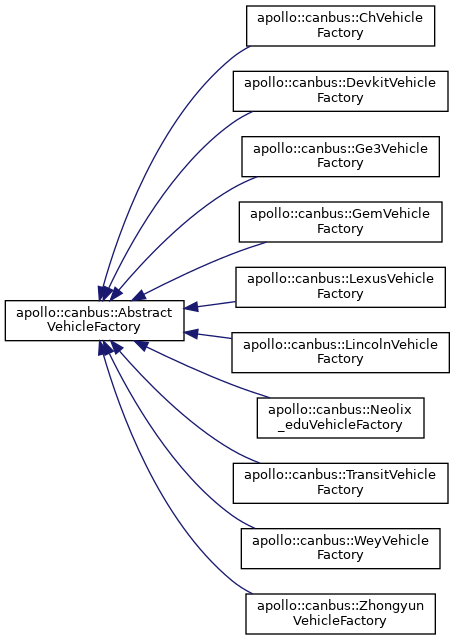 apollo::canbus::ChVehicle
Factory
apollo::canbus::DevkitVehicle
Factory
apollo::canbus::Ge3Vehicle
Factory
apollo::canbus::GemVehicle
Factory
apollo::canbus::LexusVehicle
Factory
apollo::canbus::Abstract
VehicleFactory
apollo::canbus::LincolnVehicle
Factory
apollo::canbus::Neolix
_eduVehicleFactory
apollo::canbus::TransitVehicle
Factory
apollo::canbus::WeyVehicle
Factory
apollo::canbus::Zhongyun
VehicleFactory